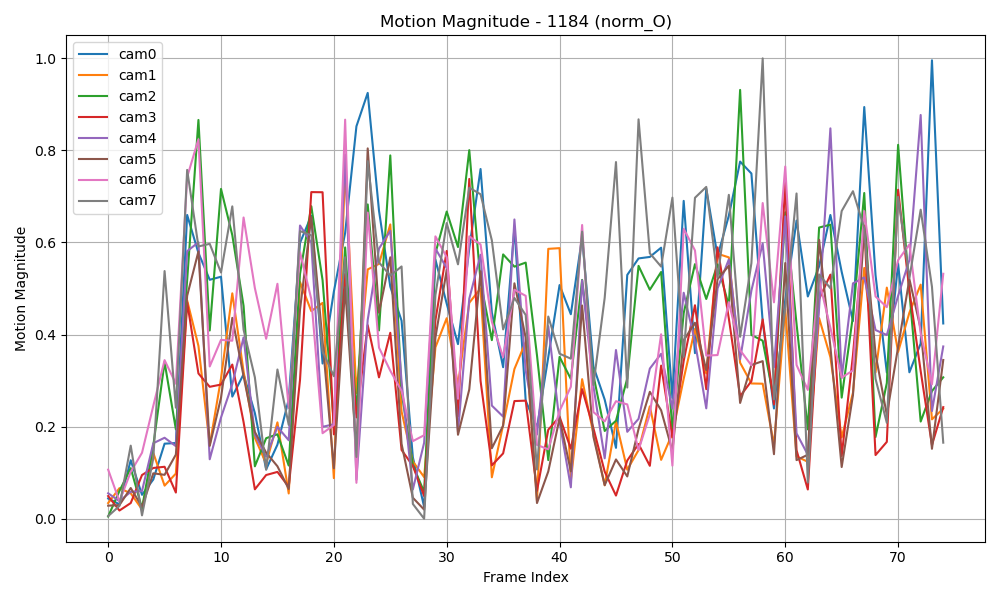 Motion Magnitude - 1184 (norm_O)
Motion Magnitude
1.0
0.8
0.6
0.4
0.2
0.0
cam0
cam1
cam2
cam3
cam4
cam5
cam6
cam7
0 10 20 30 40 50 60 70
Frame Index